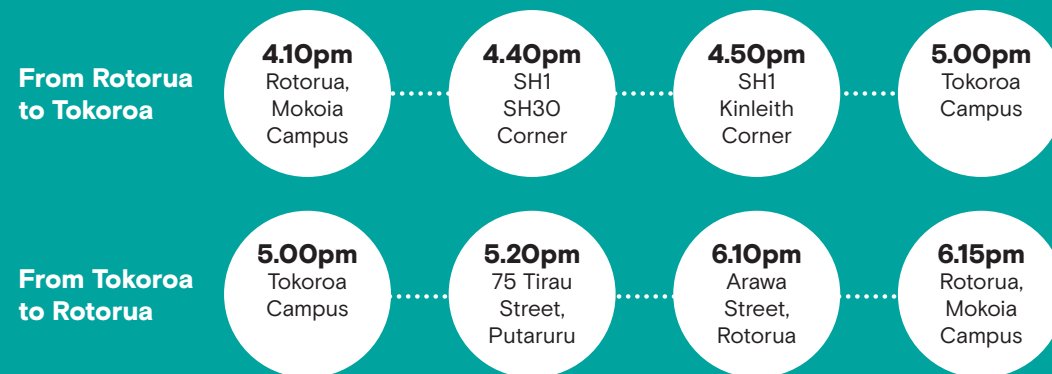 From Rotorua
to Tokoroa
4.10pm
Rotorua,
Mokoia
Campus
4.40pm
SH1
SH30
Corner
4.50pm
SH1
Kinleith
Corner
5.00pm
Tokoroa
Campus
From Tokoroa
to Rotorua
5.00pm
Tokoroa
Campus
5.20pm
75 Tirau
Street,
Putaruru
6.10pm
Arawa
Street,
Rotorua
6.15pm
Rotorua,
Mokoia
Campus